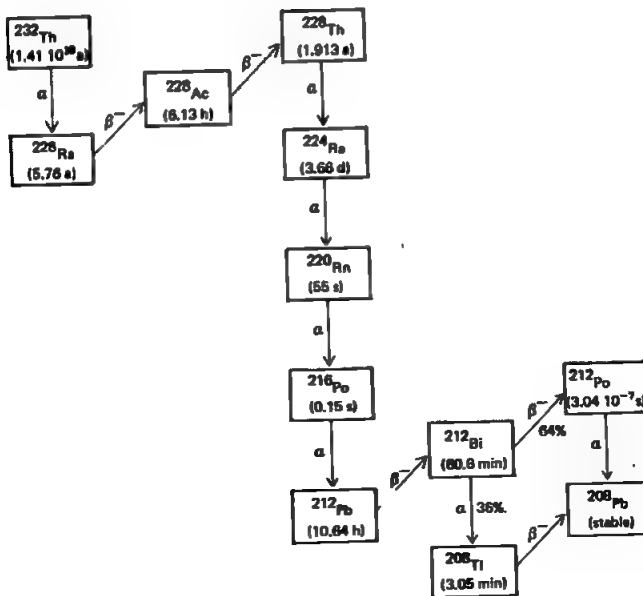 ²³²Th
(1.41 10¹⁰ a)
α
²²⁸Ra
(5.76 a)
β⁻
²²⁸Ac
(6.13 h)
β⁻
²²⁸Th
(1.913 a)
α
²²⁴Ra
(3.66 d)
α
²²⁰Rn
(55 s)
α
²¹⁶Po
(0.15 s)
α
²¹²Pb
(10.64 h)
β⁻
²¹²Bi
(60.6 min)
β⁻
64%
²¹²Po
(3.04 10⁻⁷s)
α
²⁰⁸Pb
(stable)
α 36%.
²⁰⁸Tl
(3.05 min)
β⁻